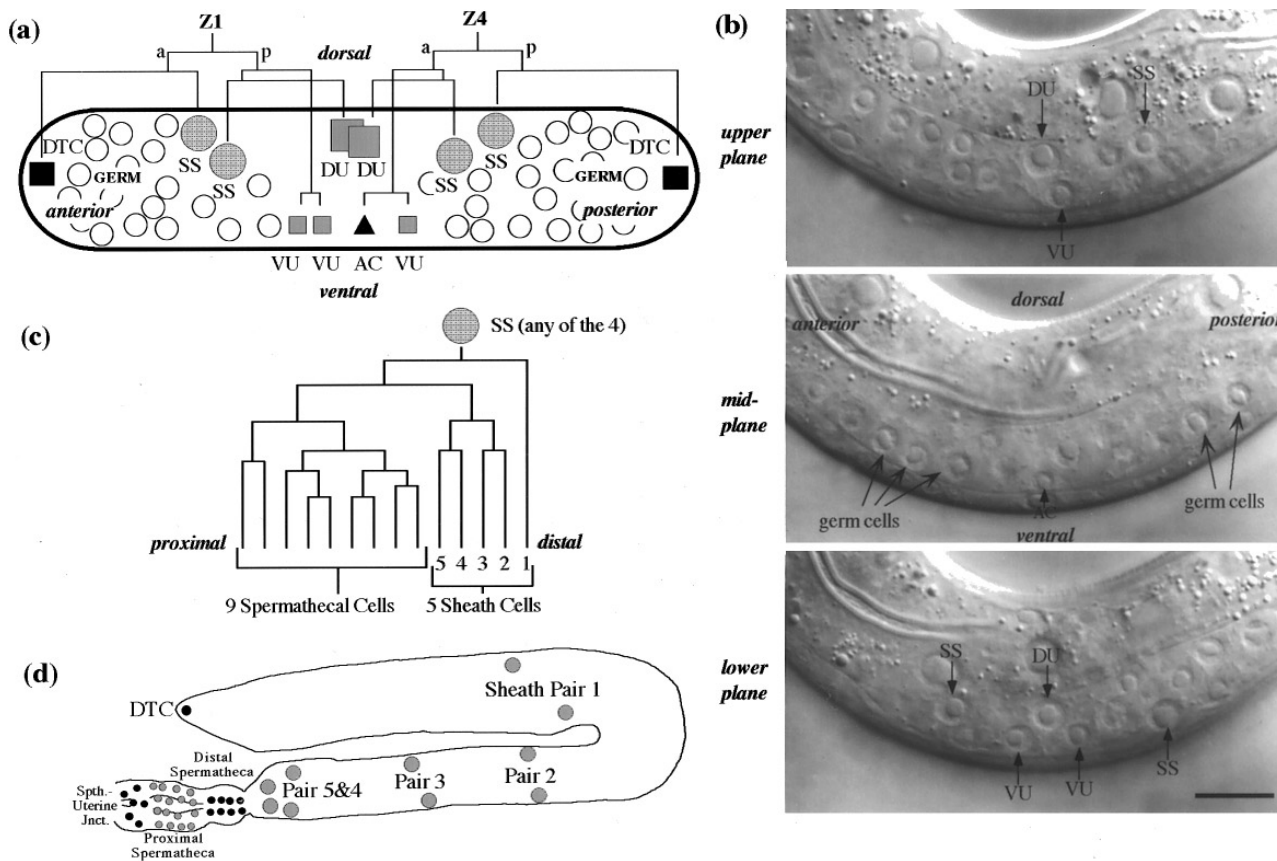 (a)
Z1
Z4
a
p
dorsal
a
p
DTC
DTC
SS
SS
DU DU
SS
SS
GERM
GERM
anterior
posterior
VU VU AC VU
ventral
(b)
upper
plane
DU
SS
VU
mid-
plane
dorsal
anterior
posterior
germ cells
AC
germ cells
ventral
lower
plane
SS
DU
VU
VU
SS
(c)
SS (any of the 4)
proximal
distal
5 4 3 2 1
9 Spermathecal Cells
5 Sheath Cells
(d)
DTC
Sheath Pair 1
Distal
Spermatheca
Spth.-
Uterine
Jnct.
Pair 5&4
Pair 3
Pair 2
Proximal
Spermatheca